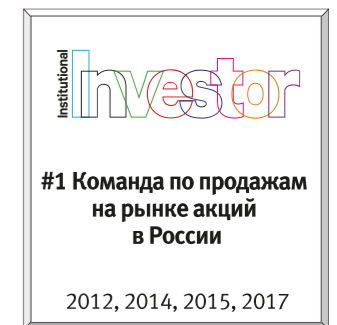 Institutional
Investor
#1 Команда по продажам
на рынке акций
в России
2012, 2014, 2015, 2017